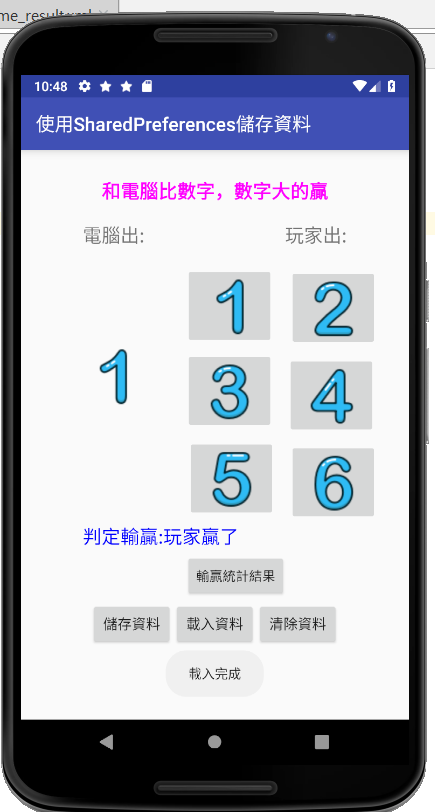 10:48
使用SharedPreferences儲存資料
和電腦比數字，數字大的贏
電腦出:
玩家出:
1 2
1
3 4
5 6
判定輸贏:玩家贏了
輸贏統計結果
儲存資料 載入資料 清除資料
載入完成